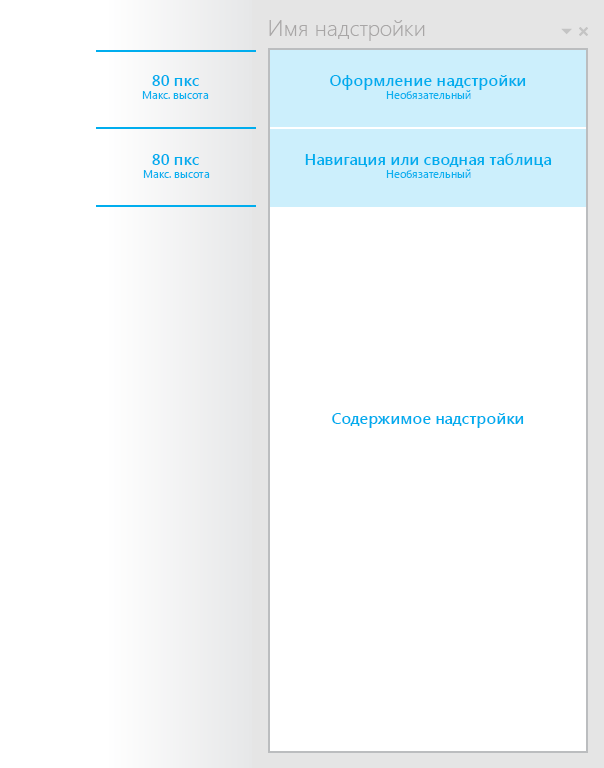 Имя надстройки
80 пкс
Макс. высота
Оформление надстройки
Необязательный
80 пкс
Макс. высота
Навигация или сводная таблица
Необязательный
Содержимое надстройки